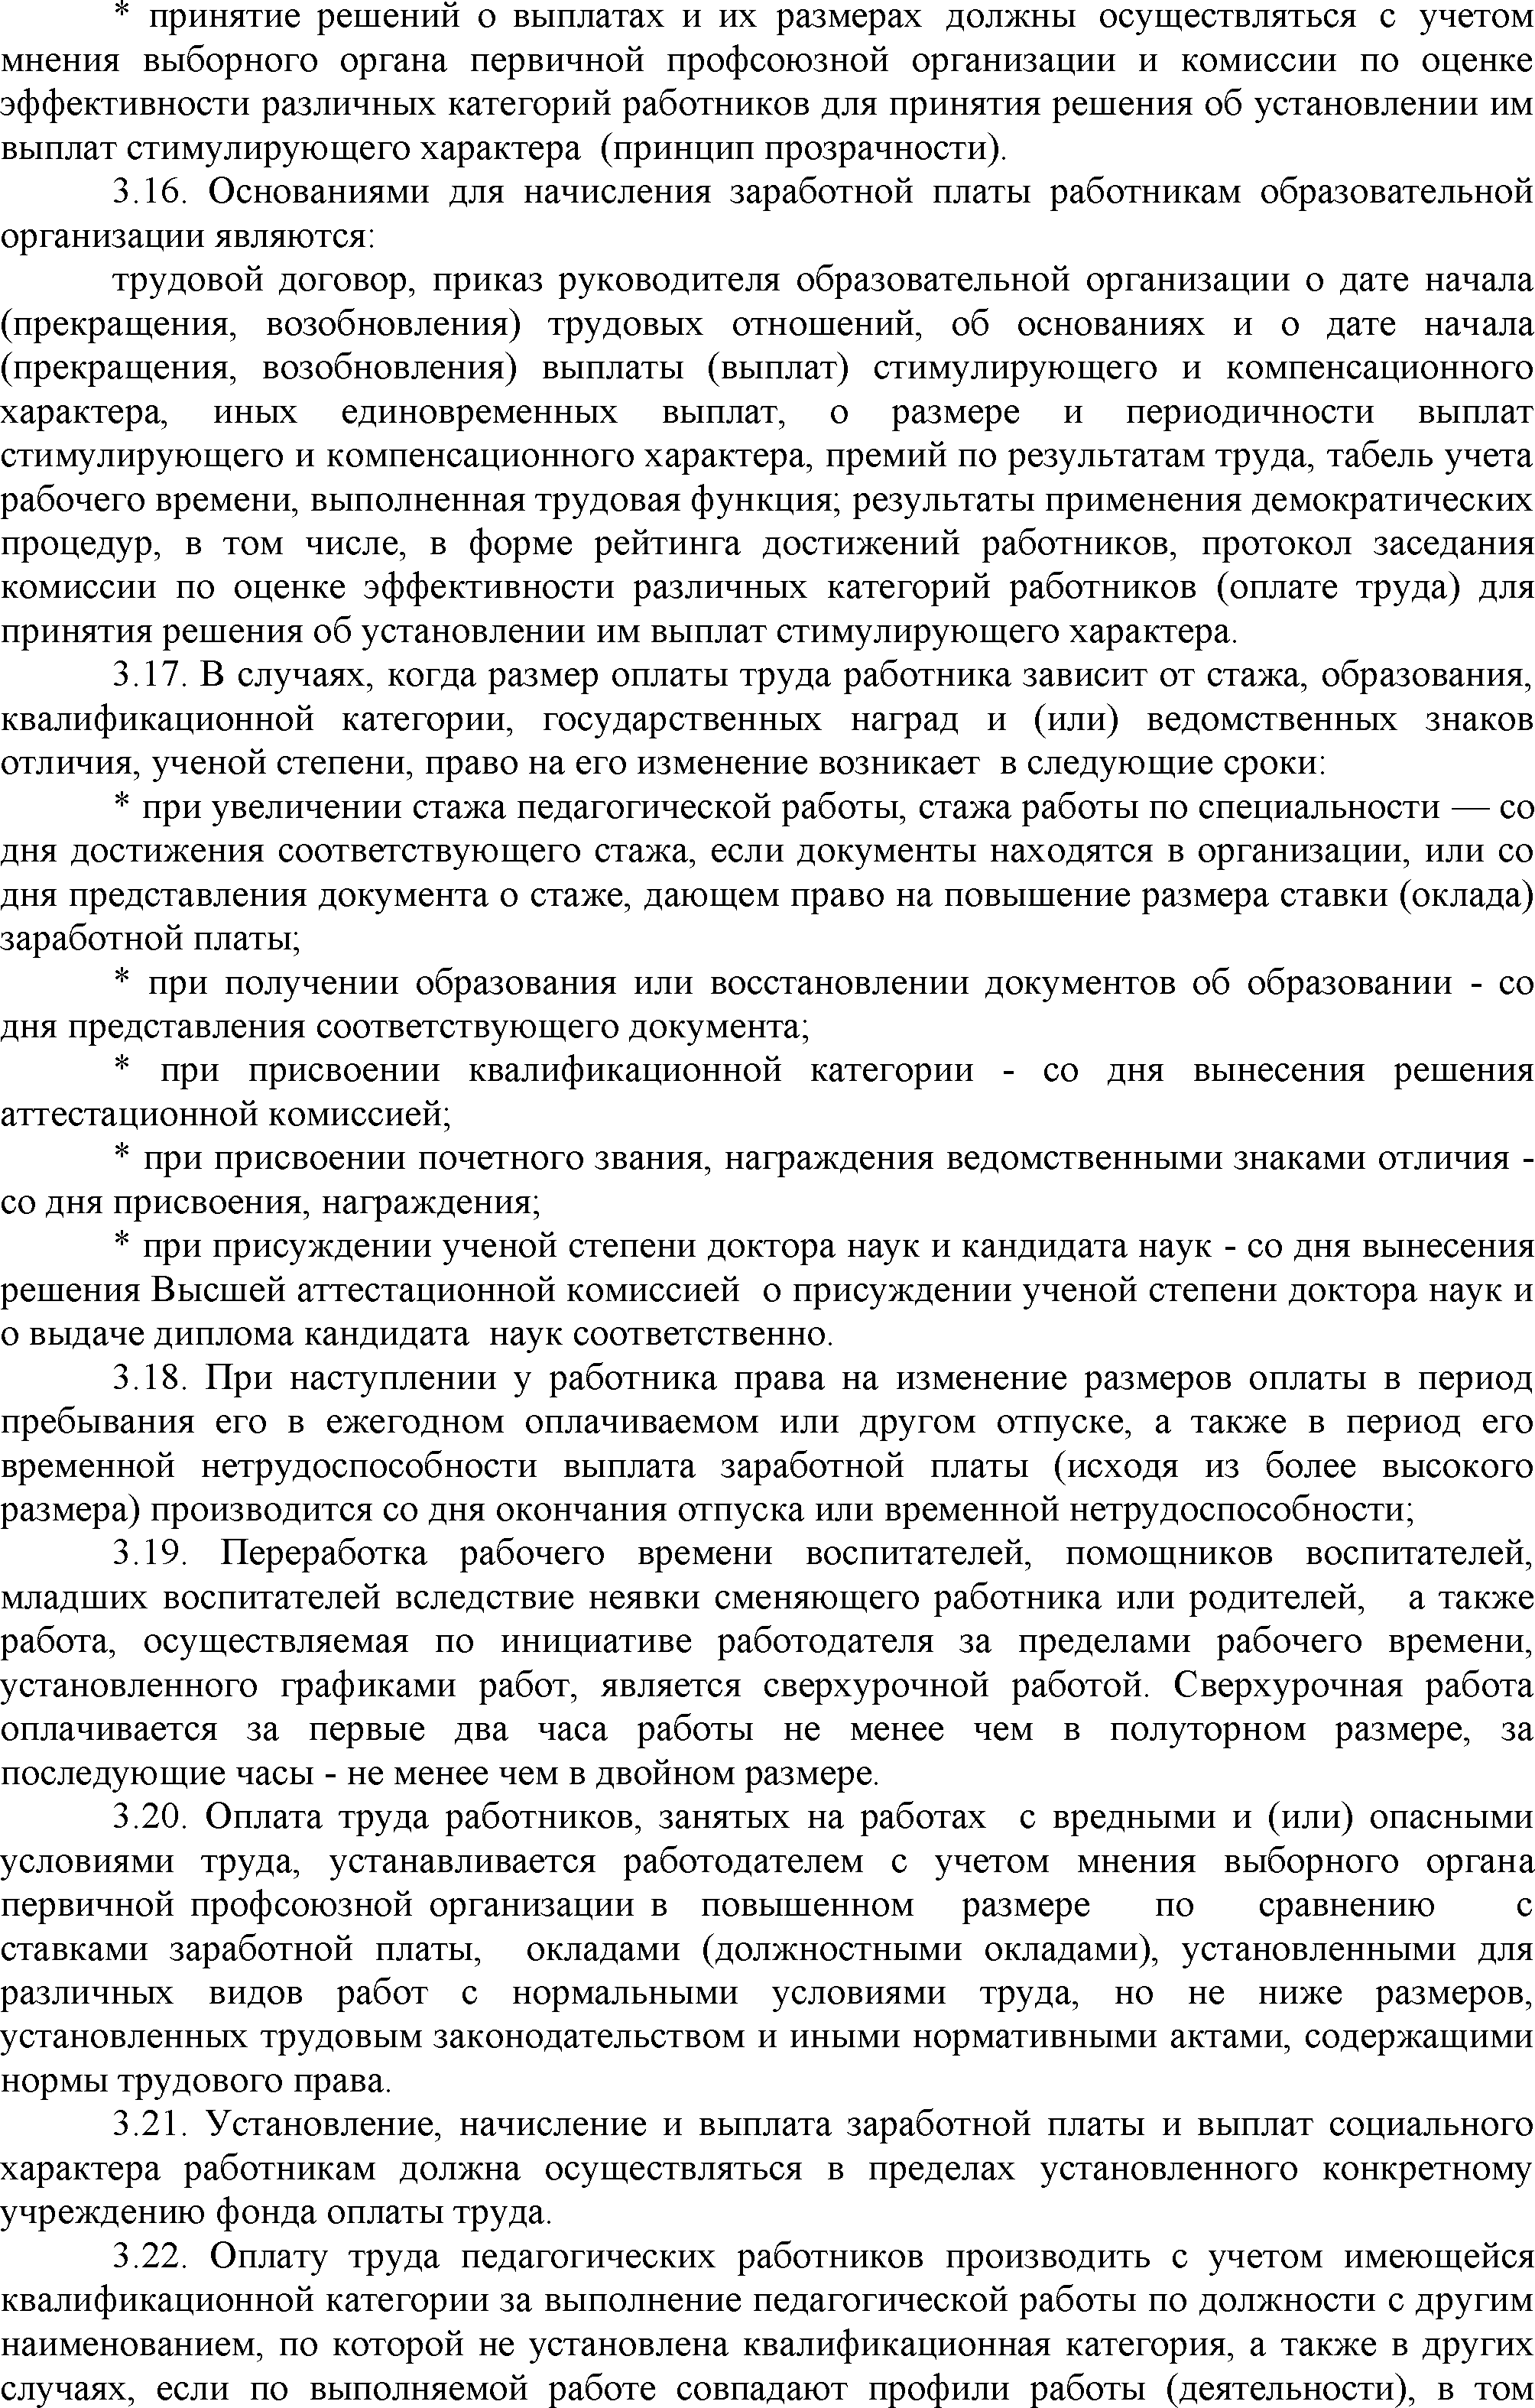 * принятие решений о выплатах и их размерах должны осуществляться с учетом
мнения выборного органа первичной профсоюзной организации и комиссии по оценке
эффективности различных категорий работников для принятия решения об установлении им
выплат стимулирующего характера (принцип прозрачности).
3.16. Основаниями для начисления заработной платы работникам образовательной
организации являются:
трудовой договор, приказ руководителя образовательной организации о дате начала
(прекращения, возобновления) трудовых отношений, об основаниях и о дате начала
(прекращения, возобновления) выплаты (выплат) стимулирующего и компенсационного
характера, иных единовременных выплат, о размере и периодичности выплат
стимулирующего и компенсационного характера, премий по результатам труда, табель учета
рабочего времени, выполненная трудовая функция; результаты применения демократических
процедур, в том числе, в форме рейтинга достижений работников, протокол заседания
комиссии по оценке эффективности различных категорий работников (оплате труда) для
принятия решения об установлении им выплат стимулирующего характера.
3.17. В случаях, когда размер оплаты труда работника зависит от стажа, образования,
квалификационной категории, государственных наград и (или) ведомственных знаков
отличия, ученой степени, право на его изменение возникает в следующие сроки:
* при увеличении стажа педагогической работы, стажа работы по специальности — со
дня достижения соответствующего стажа, если документы находятся в организации, или со
дня представления документа о стаже, дающем право на повышение размера ставки (оклада)
заработной платы;
* при получении образования или восстановлении документов об образовании - со
дня представления соответствующего документа;
* при присвоении квалификационной категории - со дня вынесения решения
аттестационной комиссией;
* при присвоении почетного звания, награждения ведомственными знаками отличия -
со дня присвоения, награждения;
* при присуждении ученой степени доктора наук и кандидата наук - со дня вынесения
решения Высшей аттестационной комиссией о присуждении ученой степени доктора наук и
о выдаче диплома кандидата наук соответственно.
3.18. При наступлении у работника права на изменение размеров оплаты в период
пребывания его в ежегодном оплачиваемом или другом отпуске, а также в период его
временной нетрудоспособности выплата заработной платы (исходя из более высокого
размера) производится со дня окончания отпуска или временной нетрудоспособности;
3.19. Переработка рабочего времени воспитателей, помощников воспитателей,
младших воспитателей вследствие неявки сменяющего работника или родителей, а также
работа, осуществляемая по инициативе работодателя за пределами рабочего времени,
установленного графиками работ, является сверхурочной работой. Сверхурочная работа
оплачивается за первые два часа работы не менее чем в полуторном размере, за
последующие часы - не менее чем в двойном размере.
3.20. Оплата труда работников, занятых на работах с вредными и (или) опасными
условиями труда, устанавливается работодателем с учетом мнения выборного органа
первичной профсоюзной организации в повышенном размере по сравнению с
ставками заработной платы, окладами (должностными окладами), установленными для
различных видов работ с нормальными условиями труда, но не ниже размеров,
установленных трудовым законодательством и иными нормативными актами, содержащими
нормы трудового права.
3.21. Установление, начисление и выплата заработной платы и выплат социального
характера работникам должна осуществляться в пределах установленного конкретному
учреждению фонда оплаты труда.
3.22. Оплату труда педагогических работников производить с учетом имеющейся
квалификационной категории за выполнение педагогической работы по должности с другим
наименованием, по которой не установлена квалификационная категория, а также в других
случаях, если по выполняемой работе совпадают профили работы (деятельности), в том